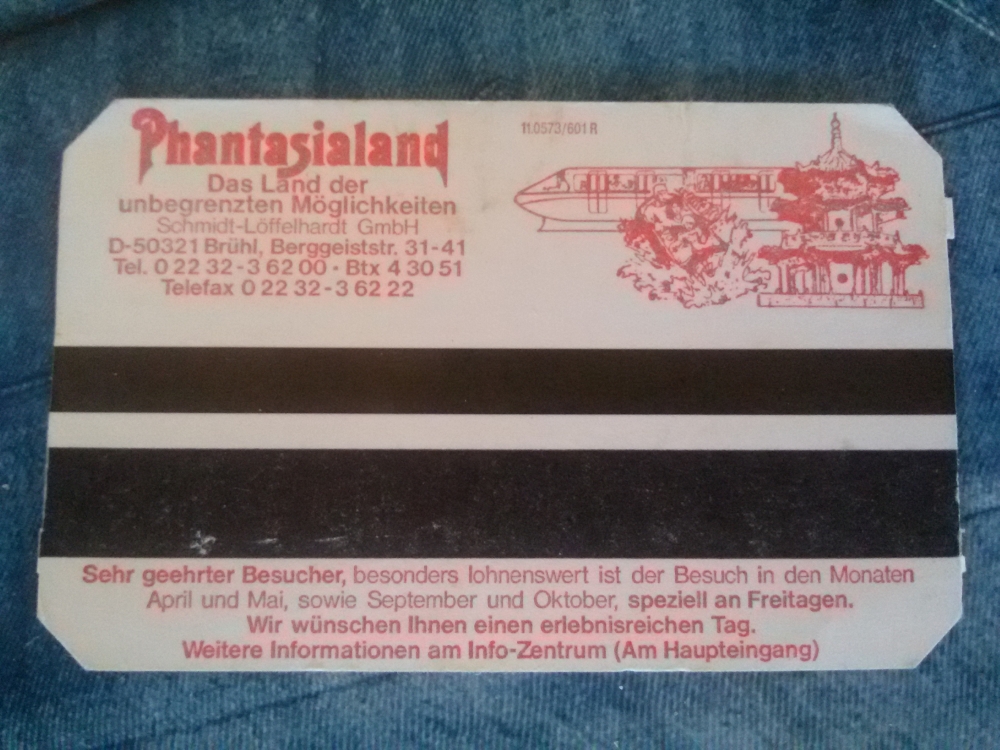 Phantasialand
Das Land der
unbegrenzten Möglichkeiten
Schmidt-Löffelhardt GmbH
D-50321 Brühl, Berggeiststr. 31-41
Tel. 0 22 32 - 3 62 00 · Btx 4 30 51
Telefax 0 22 32 - 3 62 22
11.0573/601 R
Sehr geehrter Besucher, besonders lohnenswert ist der Besuch in den Monaten
April und Mai, sowie September und Oktober, speziell an Freitagen.
Wir wünschen Ihnen einen erlebnisreichen Tag.
Weitere Informationen am Info-Zentrum (Am Haupteingang)